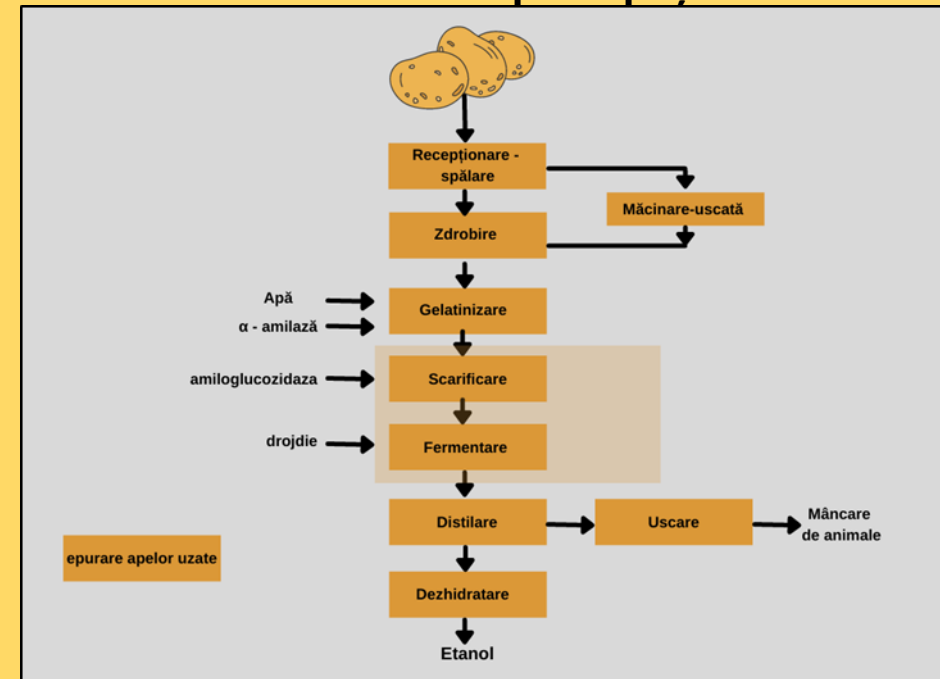 Recepționare -
spălare
Măcinare-uscată
Zdrobire
Apă
Gelatinizare
α - amilază
amiloglucozidaza
Scarificare
drojdie
Fermentare
Distilare
Uscare
Mâncare
de animale
epurare apelor uzate
Dezhidratare
Etanol